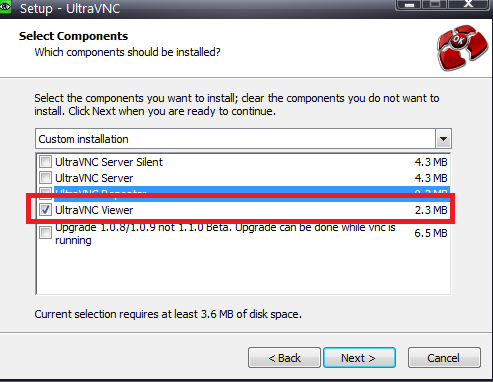 Setup - UltraVNC
Select Components
Which components should be installed?
OK
Select the components you want to install; clear the components you do not want to
install. Click Next when you are ready to continue.
Custom installation
UltraVNC Server Silent 4.3 MB
UltraVNC Server 4.3 MB
UltraVNC Repeater
UltraVNC Viewer 2.3 MB
Upgrade 1.0.8/1.0.9 not 1.1.0 Beta. Upgrade can be done while vnc is
running 6.5 MB
Current selection requires at least 3.6 MB of disk space.
< Back Next > Cancel